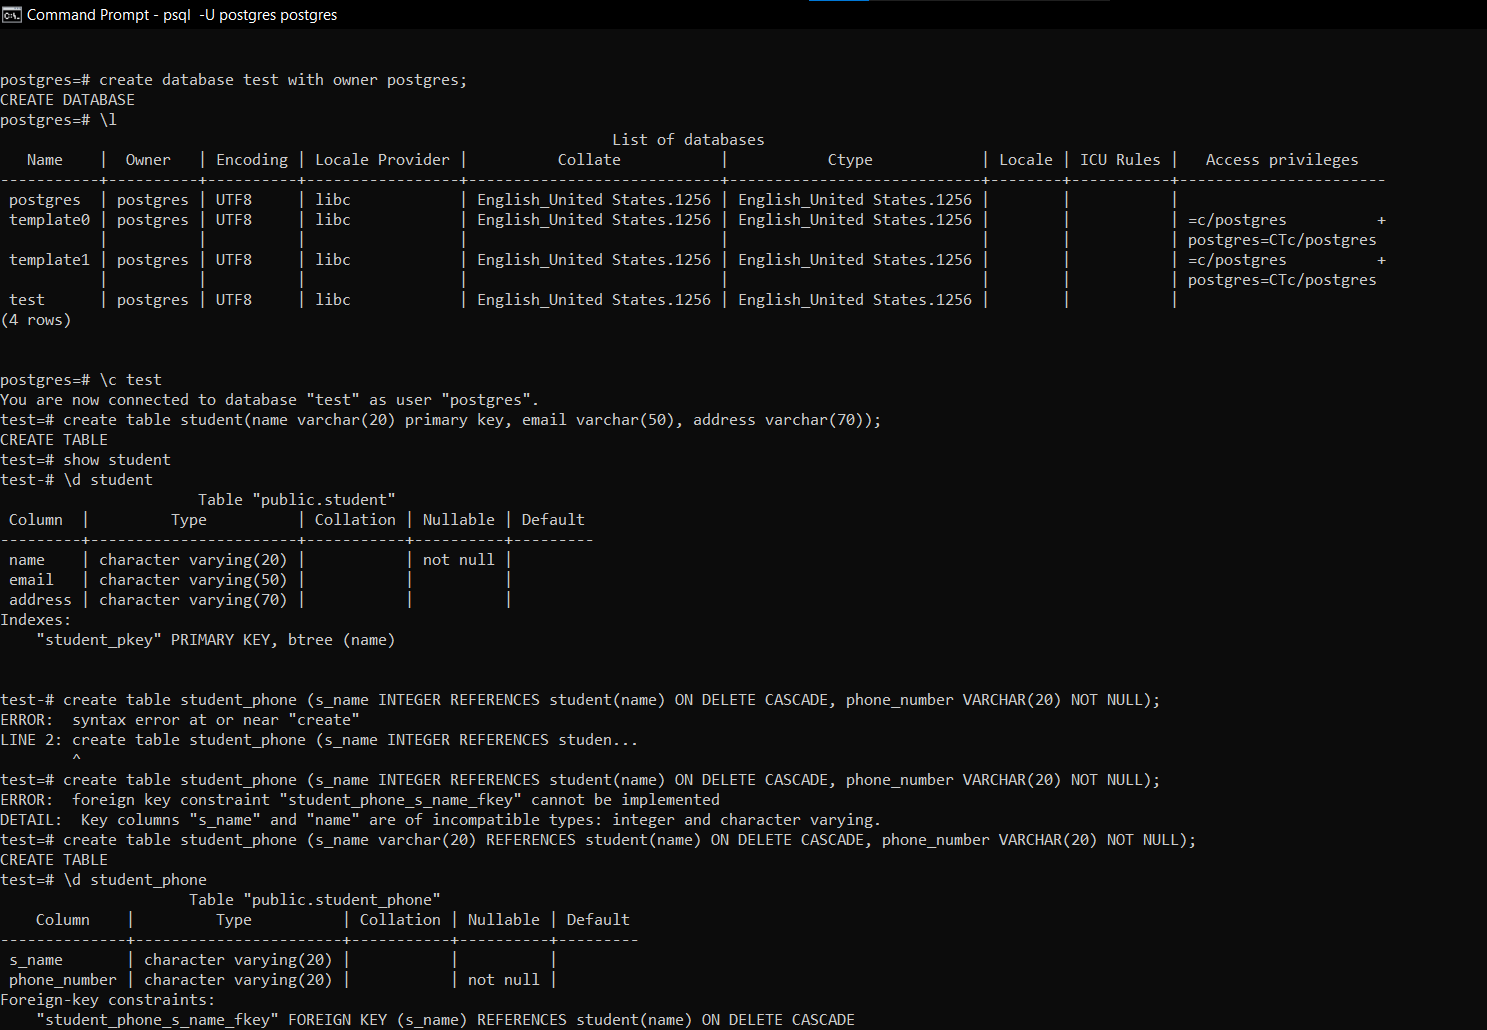 Command Prompt - psql  -U postgres postgres
postgres=# create database test with owner postgres;
CREATE DATABASE
postgres=# \l
                                                                    List of databases
   Name    |  Owner   | Encoding | Locale Provider |          Collate           |           Ctype            | Locale | ICU Rules |   Access privileges
-----------+----------+----------+-----------------+----------------------------+----------------------------+--------+-----------+-----------------------
 postgres  | postgres | UTF8     | libc            | English_United States.1256 | English_United States.1256 |        |           |
 template0 | postgres | UTF8     | libc            | English_United States.1256 | English_United States.1256 |        |           | =c/postgres          +
           |          |          |                 |                            |                            |        |           | postgres=CTc/postgres
 template1 | postgres | UTF8     | libc            | English_United States.1256 | English_United States.1256 |        |           | =c/postgres          +
           |          |          |                 |                            |                            |        |           | postgres=CTc/postgres
 test      | postgres | UTF8     | libc            | English_United States.1256 | English_United States.1256 |        |           |
(4 rows)
postgres=# \c test
You are now connected to database "test" as user "postgres".
test=# create table student(name varchar(20) primary key, email varchar(50), address varchar(70));
CREATE TABLE
test=# show student
test-# \d student
                      Table "public.student"
 Column  |         Type          | Collation | Nullable | Default
---------+-----------------------+-----------+----------+---------
 name    | character varying(20) |           | not null |
 email   | character varying(50) |           |          |
 address | character varying(70) |           |          |
Indexes:
    "student_pkey" PRIMARY KEY, btree (name)
test-# create table student_phone (s_name INTEGER REFERENCES student(name) ON DELETE CASCADE, phone_number VARCHAR(20) NOT NULL);
ERROR:  syntax error at or near "create"
LINE 2: create table student_phone (s_name INTEGER REFERENCES studen...
        ^
test=# create table student_phone (s_name INTEGER REFERENCES student(name) ON DELETE CASCADE, phone_number VARCHAR(20) NOT NULL);
ERROR:  foreign key constraint "student_phone_s_name_fkey" cannot be implemented
DETAIL:  Key columns "s_name" and "name" are of incompatible types: integer and character varying.
test=# create table student_phone (s_name varchar(20) REFERENCES student(name) ON DELETE CASCADE, phone_number VARCHAR(20) NOT NULL);
CREATE TABLE
test=# \d student_phone
                     Table "public.student_phone"
    Column    |         Type          | Collation | Nullable | Default
--------------+-----------------------+-----------+----------+---------
 s_name       | character varying(20) |           |          |
 phone_number | character varying(20) |           | not null |
Foreign-key constraints:
    "student_phone_s_name_fkey" FOREIGN KEY (s_name) REFERENCES student(name) ON DELETE CASCADE